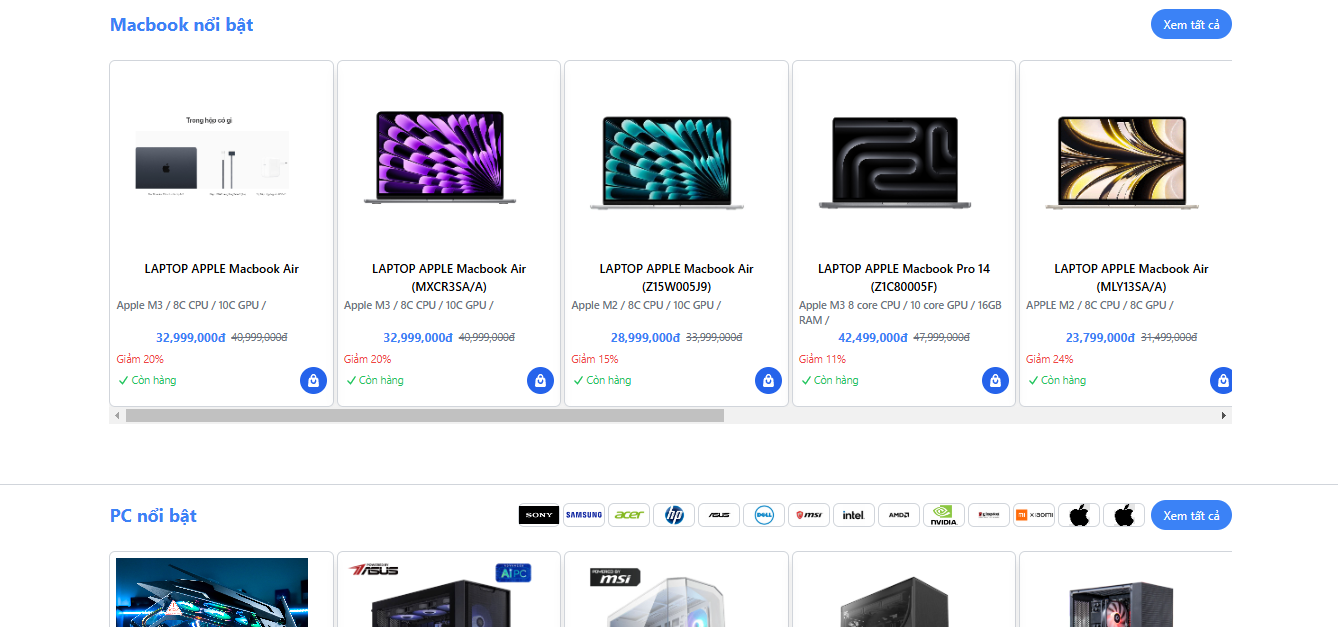 Macbook nổi bật
Xem tất cả
Trong hộp có gì
LAPTOP APPLE Macbook Air
Apple M3 / 8C CPU / 10C GPU /
32,999,000đ 40,999,000đ
Giảm 20%
Còn hàng
LAPTOP APPLE Macbook Air
(MXCR3SA/A)
Apple M3 / 8C CPU / 10C GPU /
32,999,000đ 40,999,000đ
Giảm 20%
Còn hàng
LAPTOP APPLE Macbook Air
(Z15W005J9)
Apple M2 / 8C CPU / 10C GPU /
28,999,000đ 33,999,000đ
Giảm 15%
Còn hàng
LAPTOP APPLE Macbook Pro 14
(Z1C80005F)
Apple M3 8 core CPU / 10 core GPU / 16GB
RAM /
42,499,000đ 47,999,000đ
Giảm 11%
Còn hàng
LAPTOP APPLE Macbook Air
(MLY13SA/A)
APPLE M2 / 8C CPU / 8C GPU /
23,799,000đ 31,499,000đ
Giảm 24%
Còn hàng
PC nổi bật
SONY SAMSUNG acer hp ASUS DELL msi intel AMD NVIDIA Kingston mi xiaomi
Xem tất cả
POWERED BY
ASUS
AI PC
POWERED BY
msi